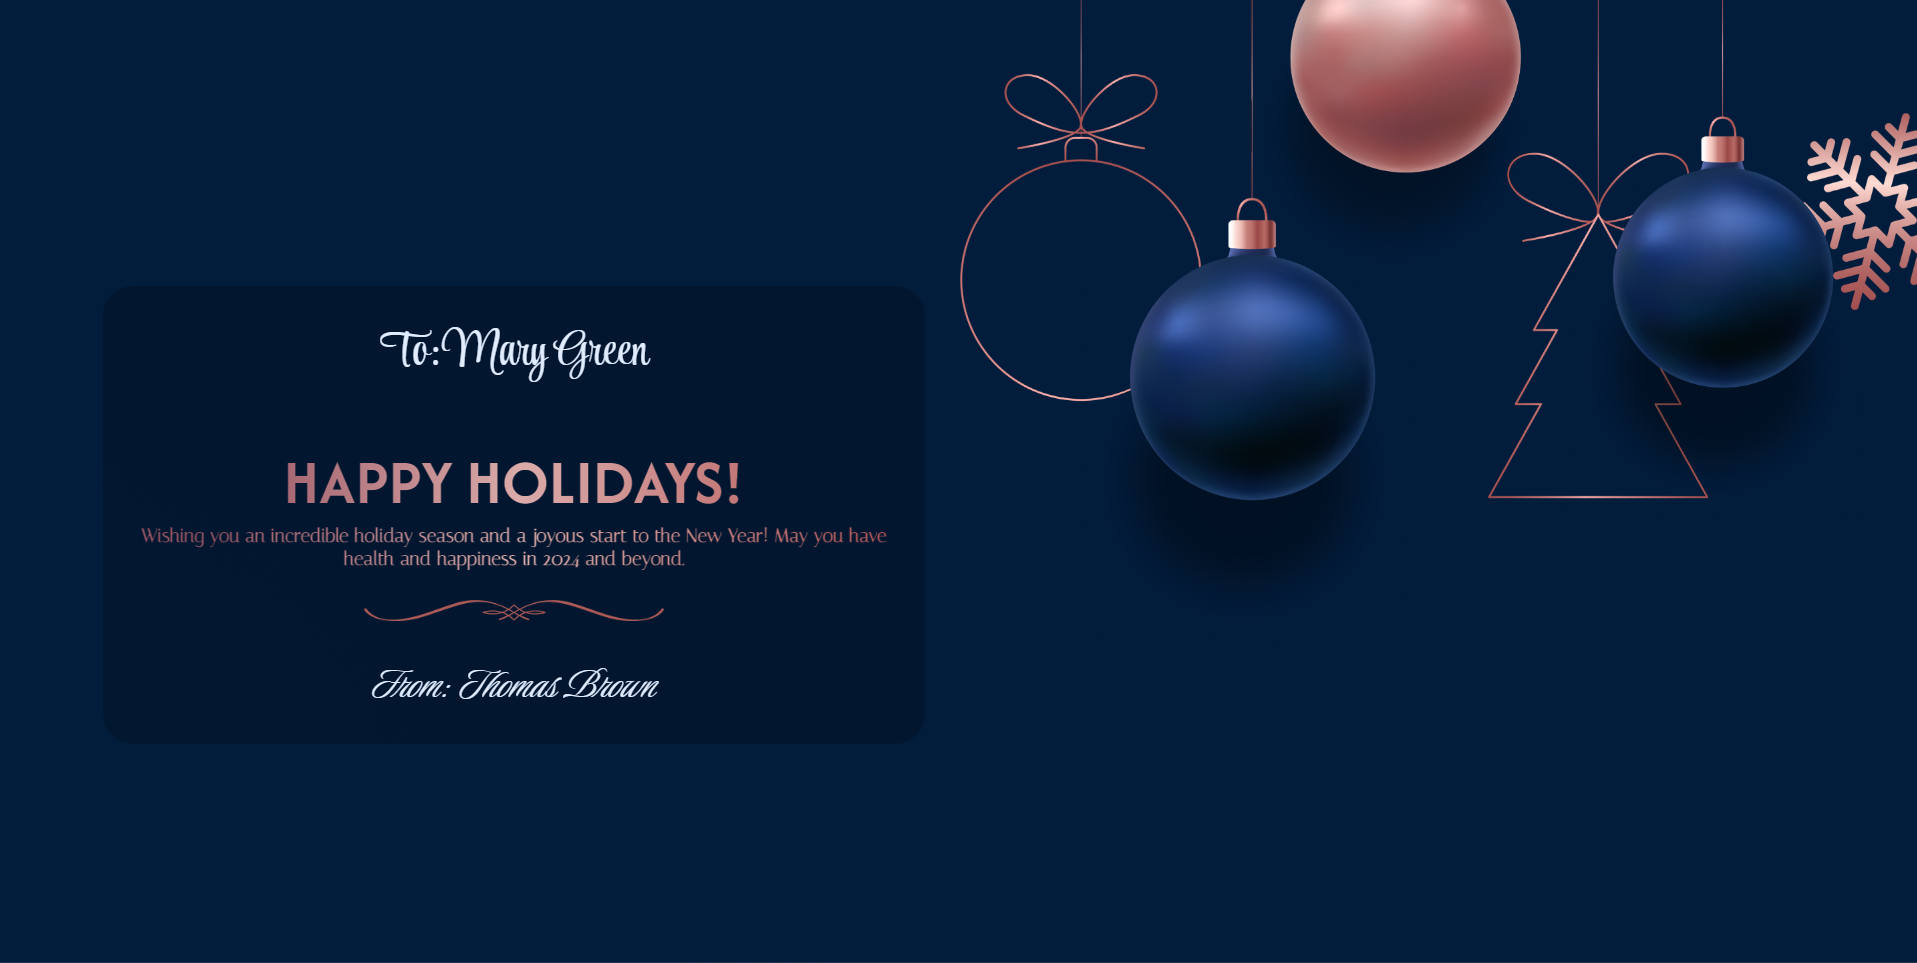 To: Mary Green
HAPPY HOLIDAYS!
Wishing you an incredible holiday season and a joyous start to the New Year! May you have
health and happiness in 2024 and beyond.
From: Thomas Brown